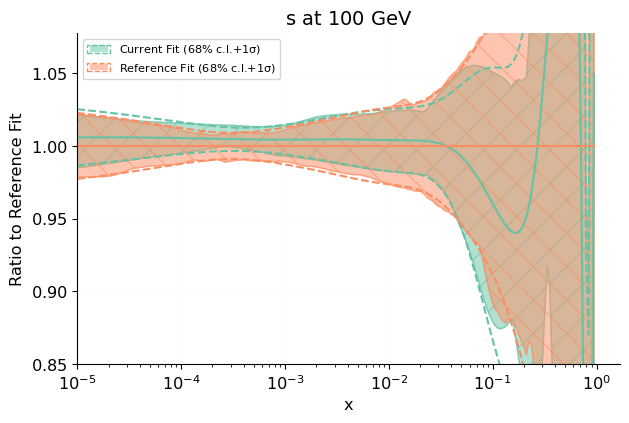 s at 100 GeV
Current Fit (68% c.l.+1σ)
Reference Fit (68% c.l.+1σ)
Ratio to Reference Fit
1.05
1.00
0.95
0.90
0.85
10⁻⁵
10⁻⁴
10⁻³
10⁻²
10⁻¹
10⁰
x